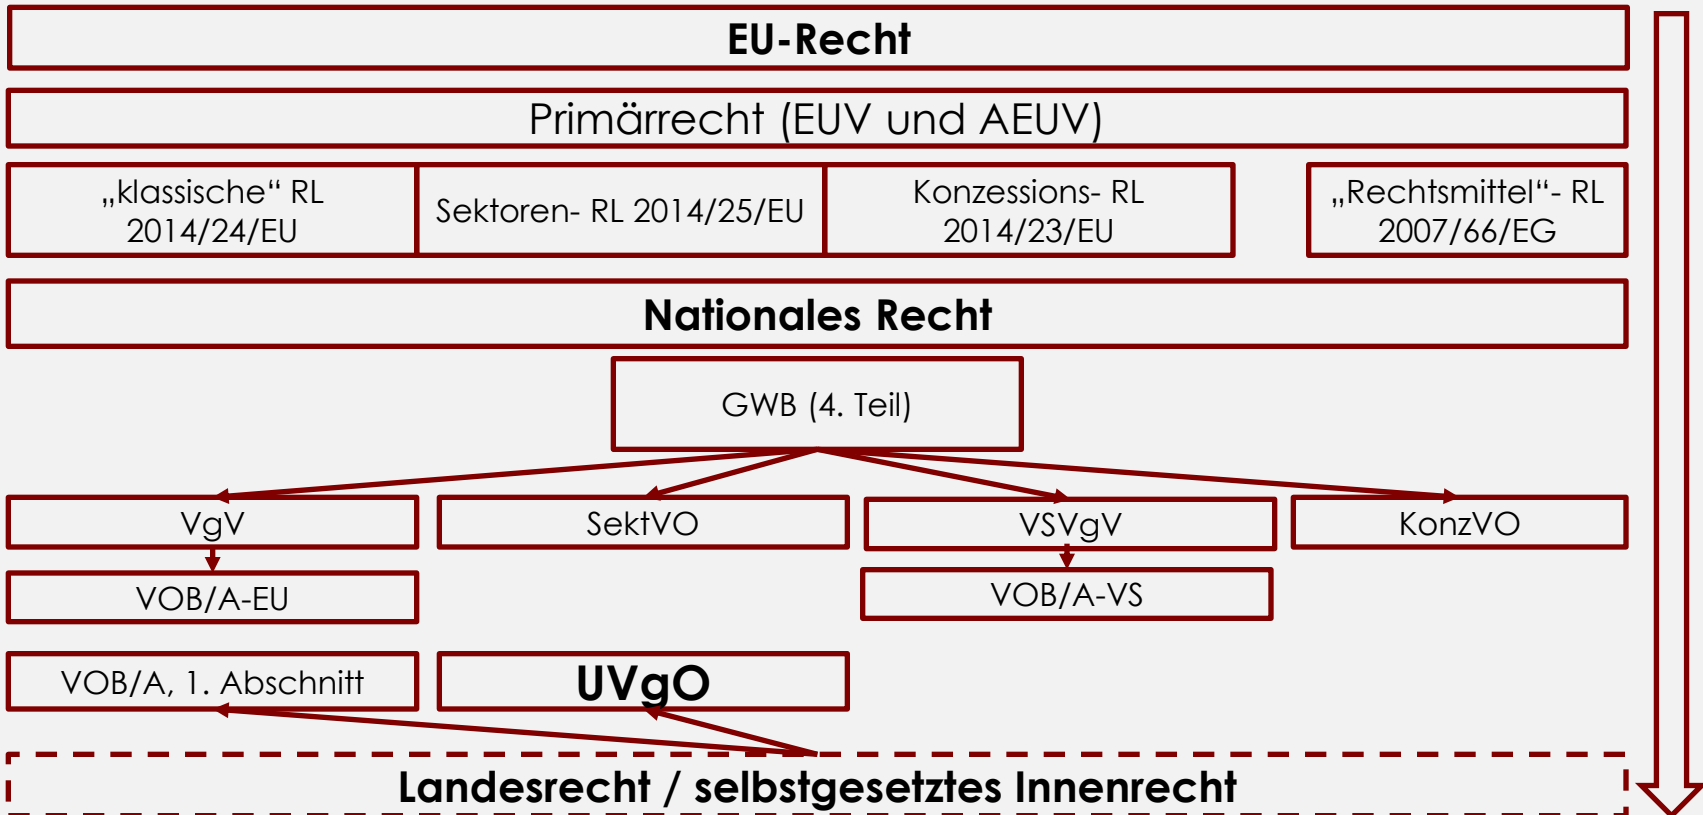 EU-Recht
Primärrecht (EUV und AEUV)
„klassische“ RL
2014/24/EU
Sektoren- RL 2014/25/EU
Konzessions- RL
2014/23/EU
„Rechtsmittel“- RL
2007/66/EG
Nationales Recht
GWB (4. Teil)
VgV
SektVO
VSVgV
KonzVO
VOB/A-EU
VOB/A-VS
VOB/A, 1. Abschnitt
UVgO
Landesrecht / selbstgesetztes Innenrecht